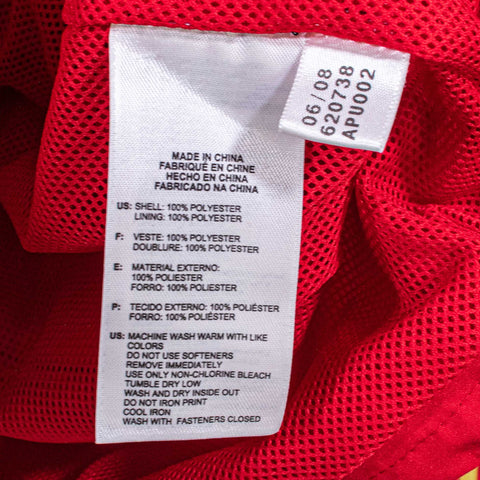 MADE IN CHINA
FABRIQUÉ EN CHINE
HECHO EN CHINA
FABRICADO NA CHINA
US: SHELL: 100% POLYESTER
LINING: 100% POLYESTER
F: VESTE: 100% POLYESTER
DOUBLURE: 100% POLYESTER
E: MATERIAL EXTERNO:
100% POLIÉSTER
FORRO: 100% POLIÉSTER
P: TECIDO EXTERNO: 100% POLIÉSTER
FORRO: 100% POLIÉSTER
US: MACHINE WASH WARM WITH LIKE
COLORS
DO NOT USE SOFTENERS
REMOVE IMMEDIATELY
USE ONLY NON-CHLORINE BLEACH
TUMBLE DRY LOW
WASH AND DRY INSIDE OUT
DO NOT IRON PRINT
COOL IRON
WASH WITH FASTENERS CLOSED
06/08
620738
APU002